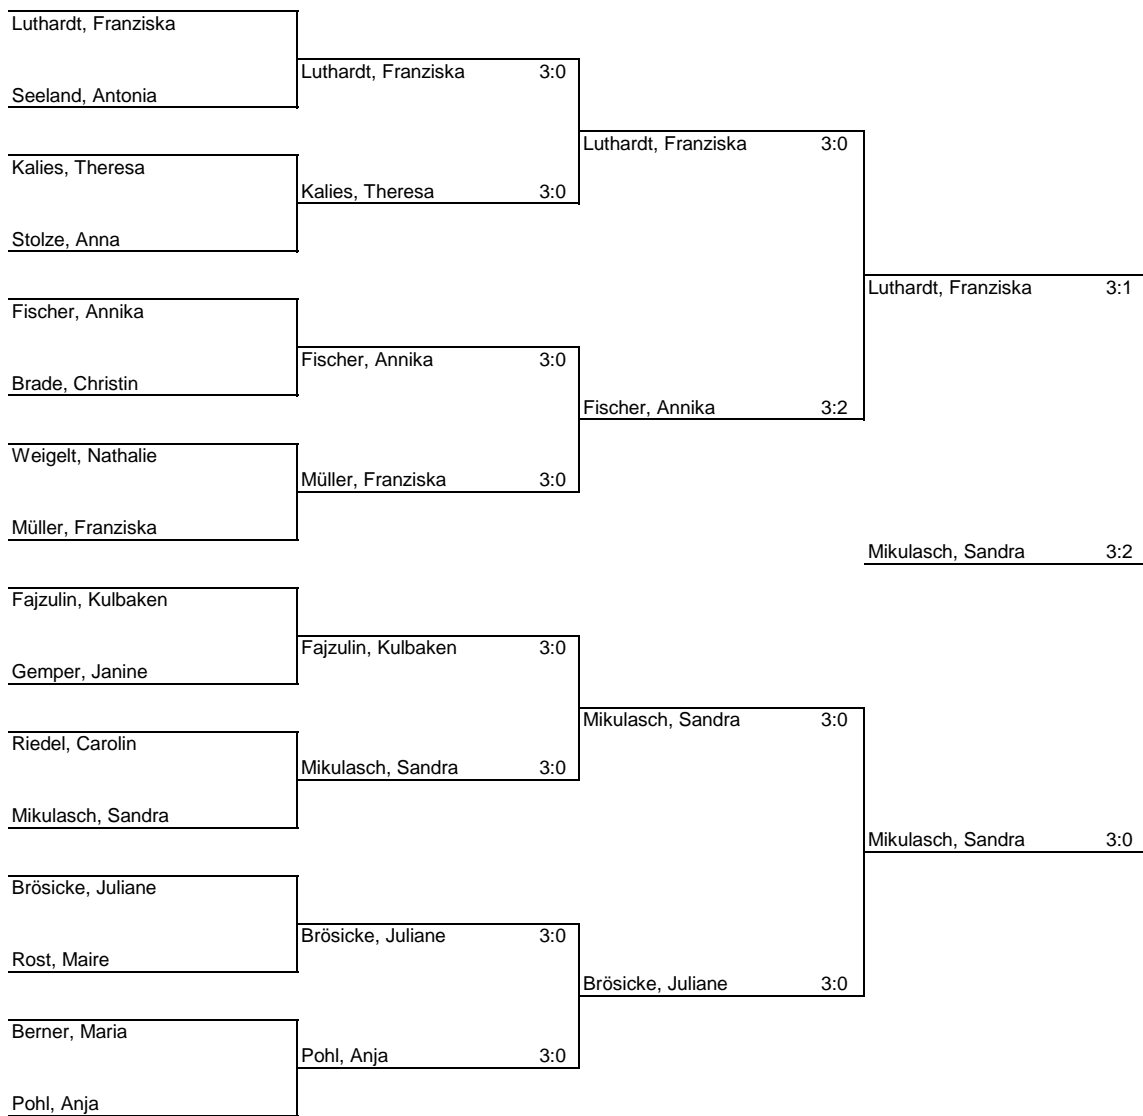 Luthardt, Franziska
Luthardt, Franziska 3:0
Seeland, Antonia
Luthardt, Franziska 3:0
Kalies, Theresa
Kalies, Theresa 3:0
Stolze, Anna
Luthardt, Franziska 3:1
Fischer, Annika
Fischer, Annika 3:0
Brade, Christin
Fischer, Annika 3:2
Weigelt, Nathalie
Müller, Franziska 3:0
Müller, Franziska
Mikulasch, Sandra 3:2
Fajzulin, Kulbaken
Fajzulin, Kulbaken 3:0
Gemper, Janine
Mikulasch, Sandra 3:0
Riedel, Carolin
Mikulasch, Sandra 3:0
Mikulasch, Sandra
Mikulasch, Sandra 3:0
Brösicke, Juliane
Brösicke, Juliane 3:0
Rost, Maire
Brösicke, Juliane 3:0
Berner, Maria
Pohl, Anja 3:0
Pohl, Anja